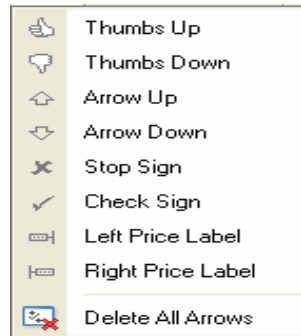 Thumbs Up
Thumbs Down
Arrow Up
Arrow Down
Stop Sign
Check Sign
Left Price Label
Right Price Label
Delete All Arrows